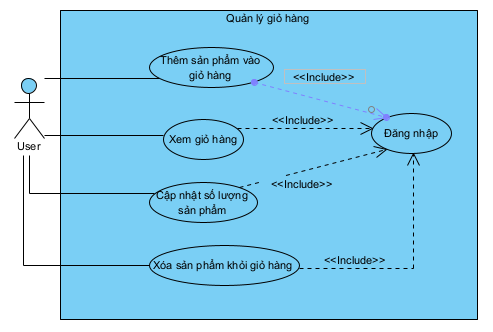 Quản lý giỏ hàng
Thêm sản phẩm vào
giỏ hàng
<<Include>>
User
Xem giỏ hàng
<<Include>>
Đăng nhập
Cập nhật số lượng
sản phẩm
<<Include>>
Xóa sản phẩm khỏi giỏ hàng
<<Include>>